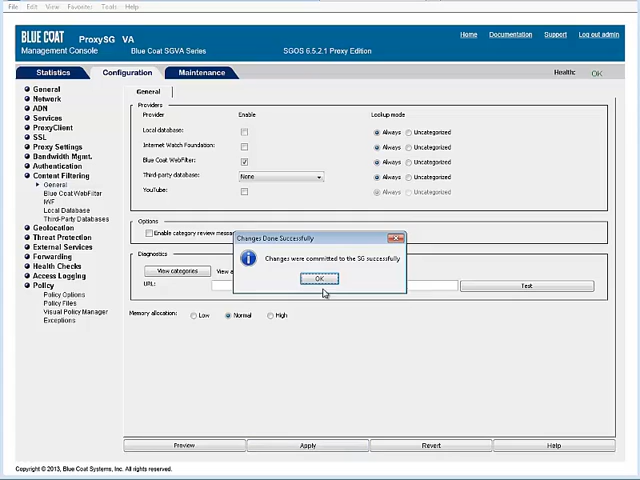 File Edit View Favorites Tools Help
BLUE COAT ProxySG VA
Management Console Blue Coat SGVA Series SGOS 6.5.2.1 Proxy Edition
Home Documentation Support Log out admin
Statistics Configuration Maintenance Health: OK
General
Network
ADN
Services
ProxyClient
SSL
Proxy Settings
Bandwidth Mgmt.
Authentication
Content Filtering
General
Blue Coat WebFilter
IWF
Local Database
Third-Party Databases
Geolocation
Threat Protection
External Services
Forwarding
Health Checks
Access Logging
Policy
Policy Options
Policy Files
Visual Policy Manager
Exceptions
General
Providers
Provider Enable Lookup mode
Local database: Always Uncategorized
Internet Watch Foundation: Always Uncategorized
Blue Coat WebFilter: Always Uncategorized
Third-party database: None Always Uncategorized
YouTube: Always Uncategorized
Options
Enable category review messa
Diagnostics
View categories View a
URL: Test
Memory allocation: Low Normal High
Changes Done Successfully
Changes were committed to the SG successfully
OK
Preview Apply Revert Help
Copyright © 2013, Blue Coat Systems, Inc. All rights reserved.